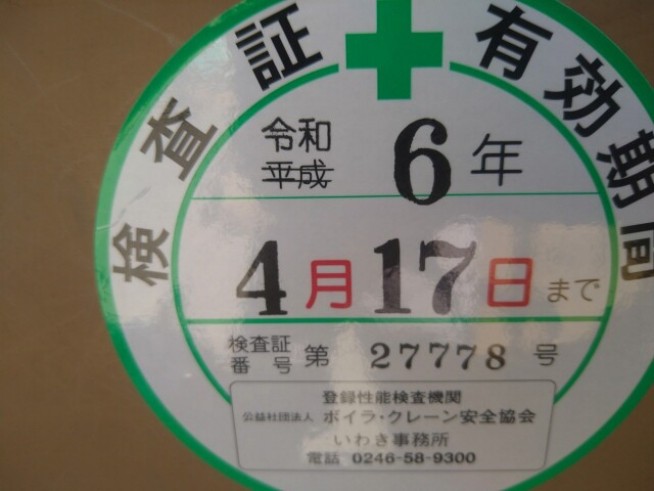 検査証 有効期間
令和
平成
6年
4月17日まで
検査証
番号 第 27778 号
登録性能検査機関
公益社団法人 ボイラ・クレーン安全協会
いわき事務所
電話 0246-58-9300